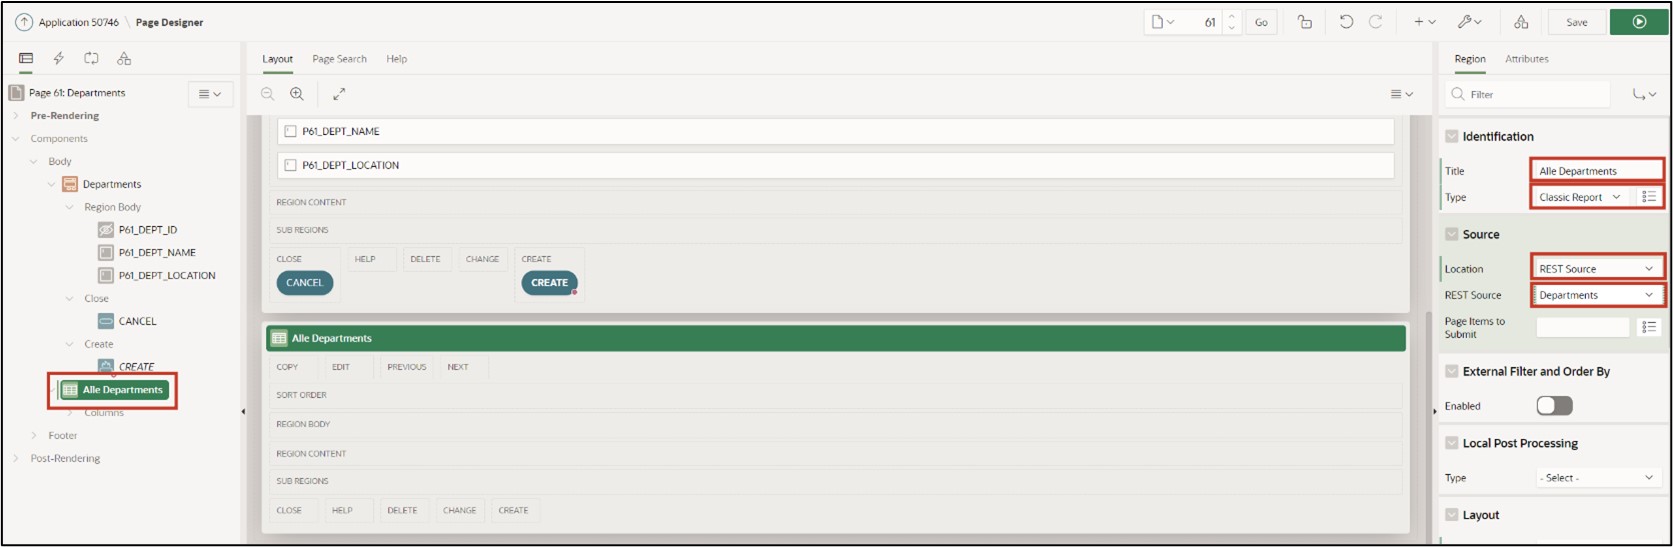 Application 50746 \ Page Designer
61
Go
Save
Page 61: Departments
Pre-Rendering
Components
Body
Departments
Region Body
P61_DEPT_ID
P61_DEPT_NAME
P61_DEPT_LOCATION
Close
CANCEL
Create
CREATE
Alle Departments
Columns
Footer
Post-Rendering
Layout Page Search Help
P61_DEPT_NAME
P61_DEPT_LOCATION
REGION CONTENT
SUB REGIONS
CLOSE HELP DELETE CHANGE CREATE
CANCEL CREATE
Alle Departments
COPY EDIT PREVIOUS NEXT
SORT ORDER
REGION BODY
REGION CONTENT
SUB REGIONS
CLOSE HELP DELETE CHANGE CREATE
Region Attributes
Filter
Identification
Title Alle Departments
Type Classic Report
Source
Location REST Source
REST Source Departments
Page Items to
Submit
External Filter and Order By
Enabled
Local Post Processing
Type - Select -
Layout